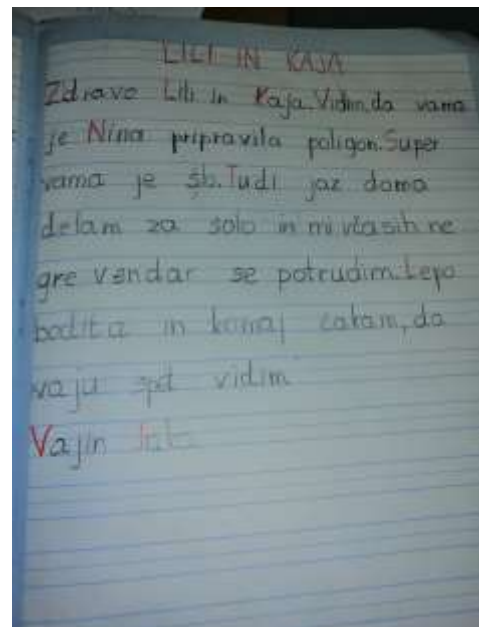 LILI IN KAJA
Zdravo Lili in Kaja.Vidim,da vama
je Nina pripravila poligon.Super
vama je šlo.Tudi jaz doma
delam za šolo in mi včasih ne
gre vendar se potrudim.Lepo
bodita in komaj čakam,da
vaju spet vidim
Vajin